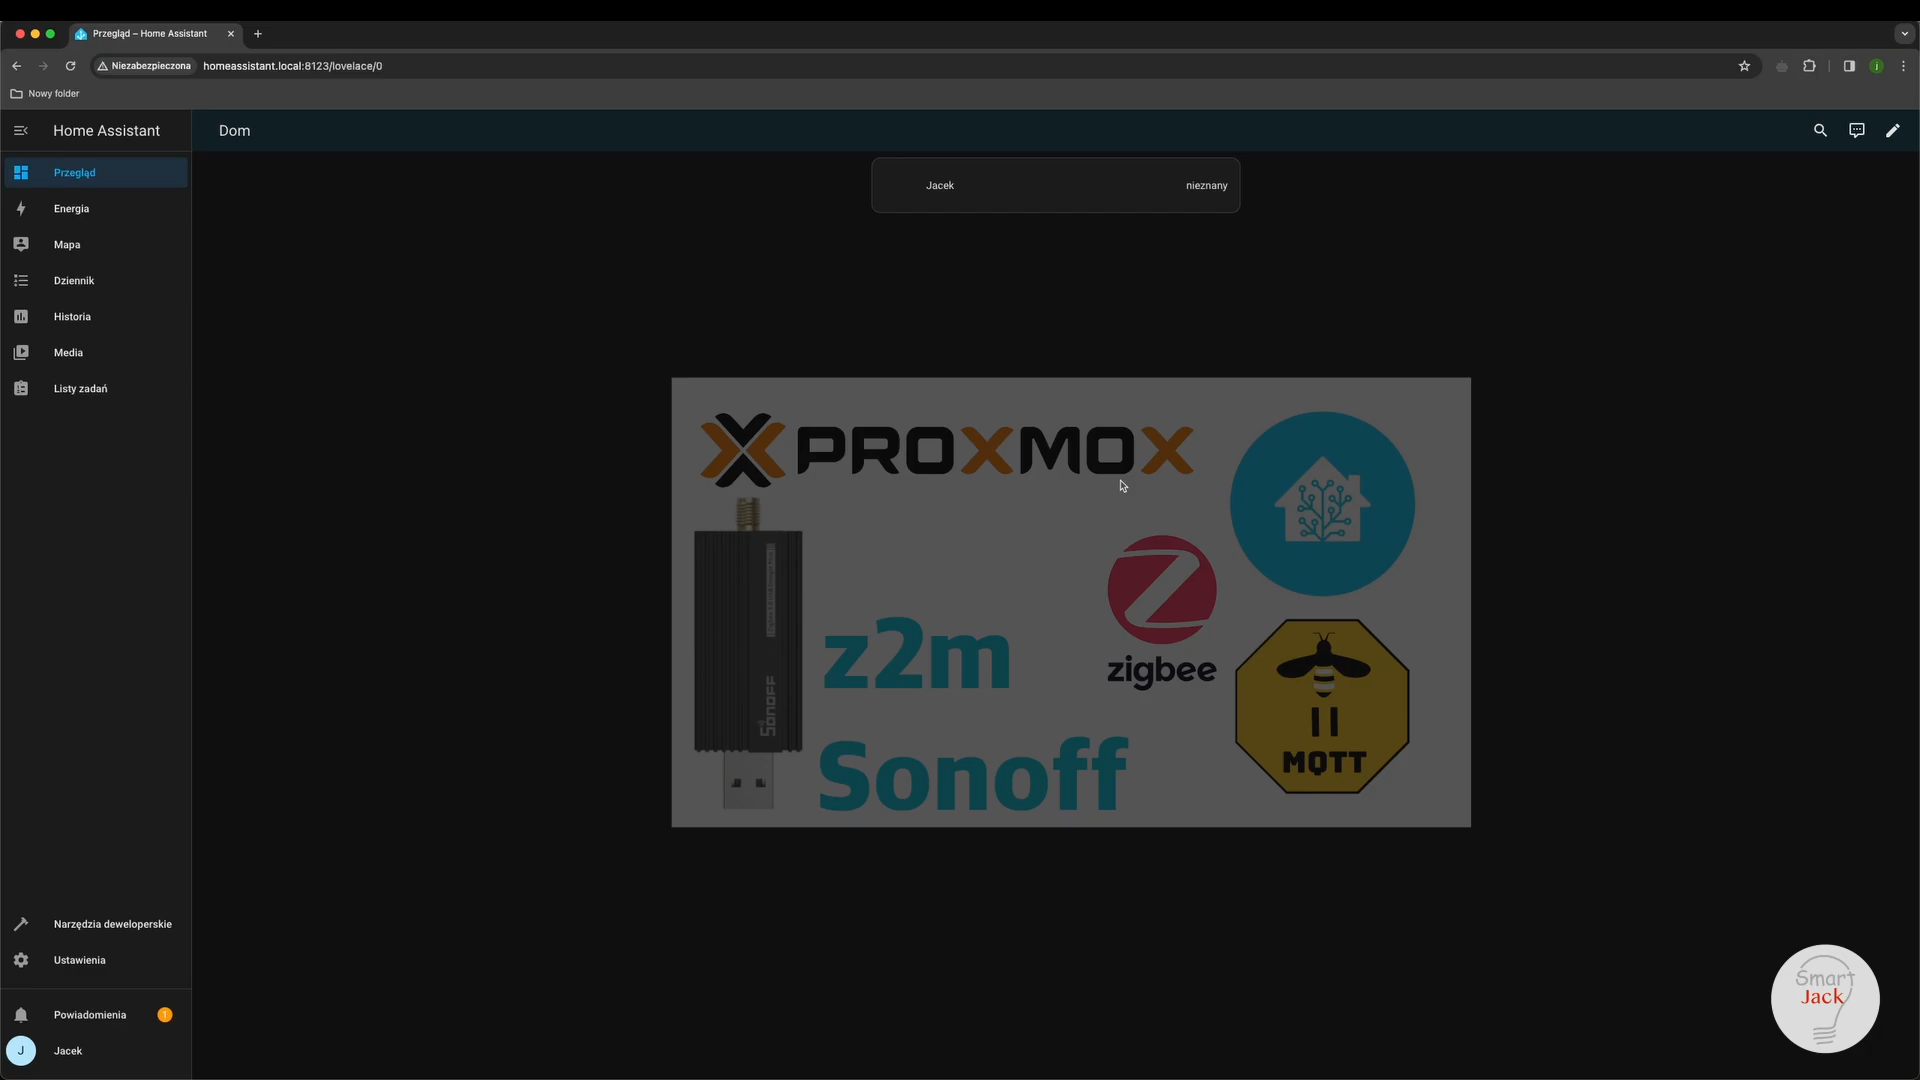 Przegląd – Home Assistant
Niezabezpieczona
homeassistant.local:8123/lovelace/0
j
Nowy folder
Home Assistant
Dom
Przegląd
Energia
Mapa
Dziennik
Historia
Media
Listy zadań
Jacek
nieznany
PROXMOX
SONOFF
z2m
zigbee
Sonoff
MQTT
Narzędzia deweloperskie
Ustawienia
Powiadomienia
1
J
Jacek
Smart
Jack